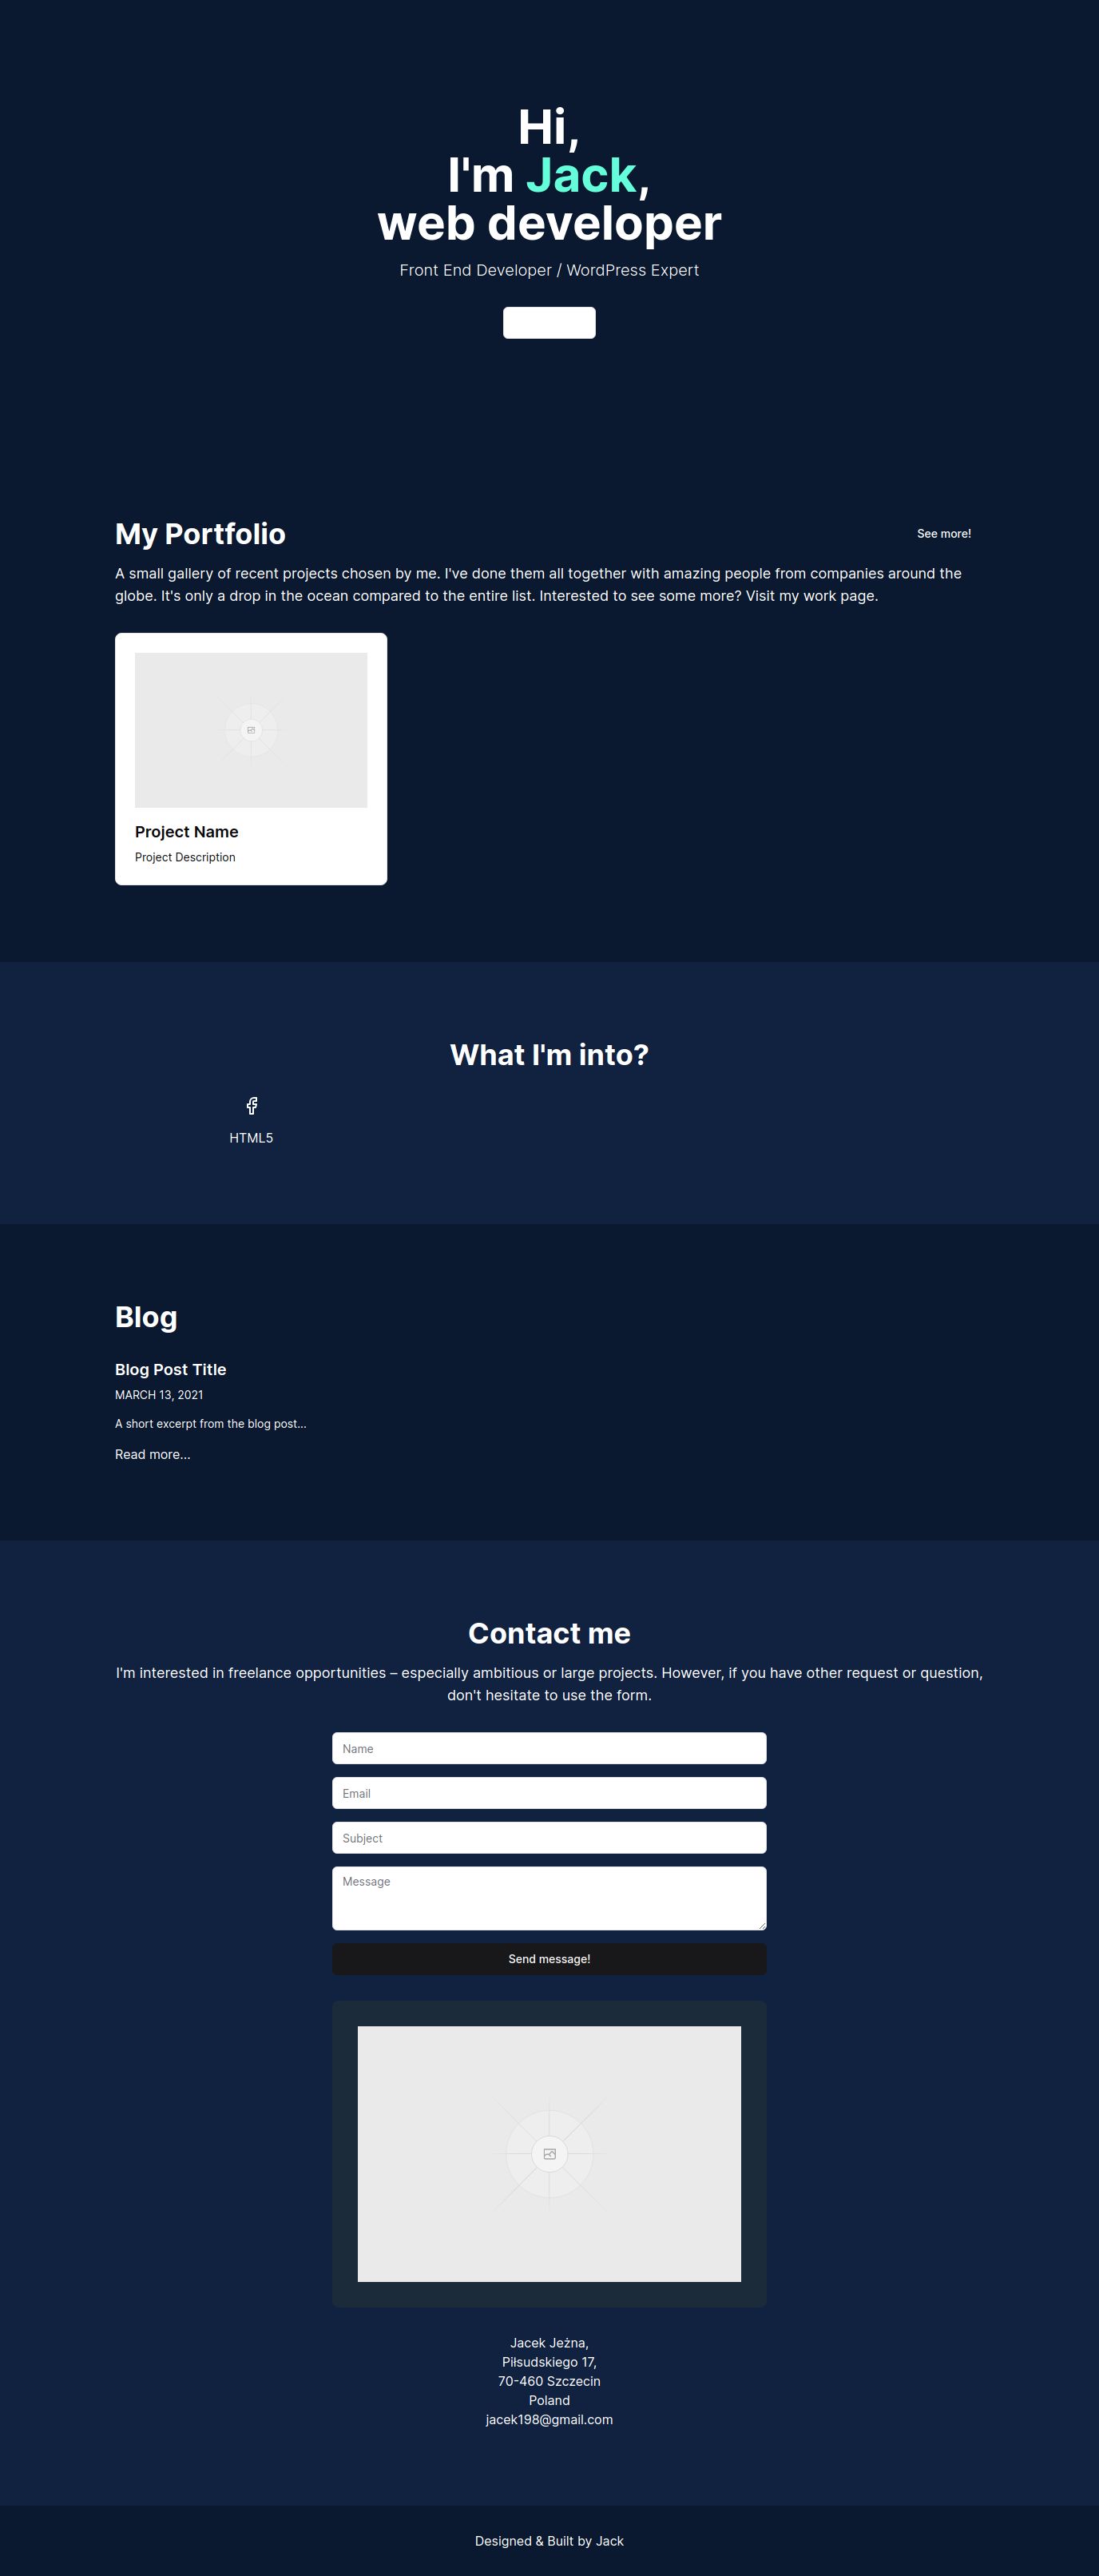 Hi,
I'm Jack,
web developer
Front End Developer / WordPress Expert
My Portfolio
See more!
A small gallery of recent projects chosen by me. I've done them all together with amazing people from companies around the
globe. It's only a drop in the ocean compared to the entire list. Interested to see some more? Visit my work page.
Project Name
Project Description
What I'm into?
HTML5
Blog
Blog Post Title
MARCH 13, 2021
A short excerpt from the blog post...
Read more...
Contact me
I'm interested in freelance opportunities – especially ambitious or large projects. However, if you have other request or question,
don't hesitate to use the form.
Name
Email
Subject
Message
Send message!
Jacek Jeżna,
Piłsudskiego 17,
70-460 Szczecin
Poland
jacek198@gmail.com
Designed & Built by Jack